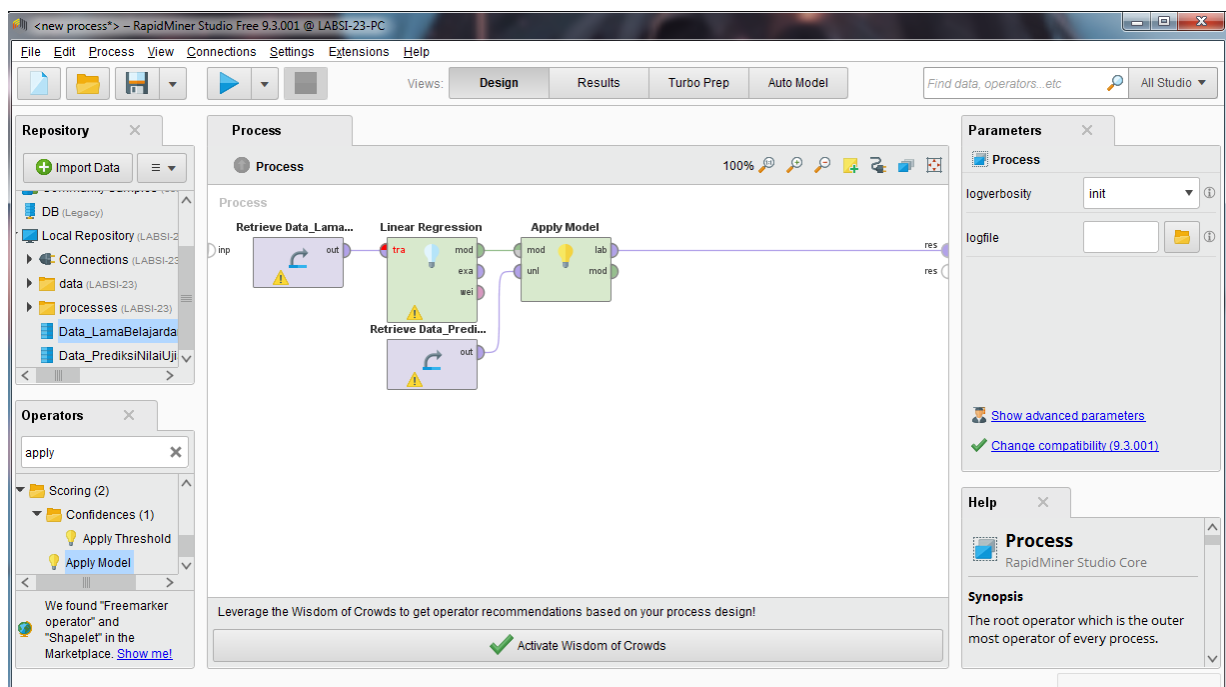 <new process*> – RapidMiner Studio Free 9.3.001 @ LABSI-23-PC
File Edit Process View Connections Settings Extensions Help
Views: Design Results Turbo Prep Auto Model
Find data, operators...etc
All Studio
Repository
Import Data
DB (Legacy)
Local Repository (LABSI-2
Connections (LABSI-23
data (LABSI-23)
processes (LABSI-23)
Data_LamaBelajarda
Data_PrediksiNilaiUji
Operators
apply
Scoring (2)
Confidences (1)
Apply Threshold
Apply Model
We found "Freemarker
operator" and
"Shapelet" in the
Marketplace. Show me!
Process
Process
100%
Process
Retrieve Data_Lama...
Linear Regression
Apply Model
inp
out
tra
mod
exa
wei
mod
unl
lab
mod
res
res
Retrieve Data_Predi...
out
Leverage the Wisdom of Crowds to get operator recommendations based on your process design!
Activate Wisdom of Crowds
Parameters
Process
logverbosity
init
logfile
Show advanced parameters
Change compatibility (9.3.001)
Help
Process
RapidMiner Studio Core
Synopsis
The root operator which is the outer
most operator of every process.